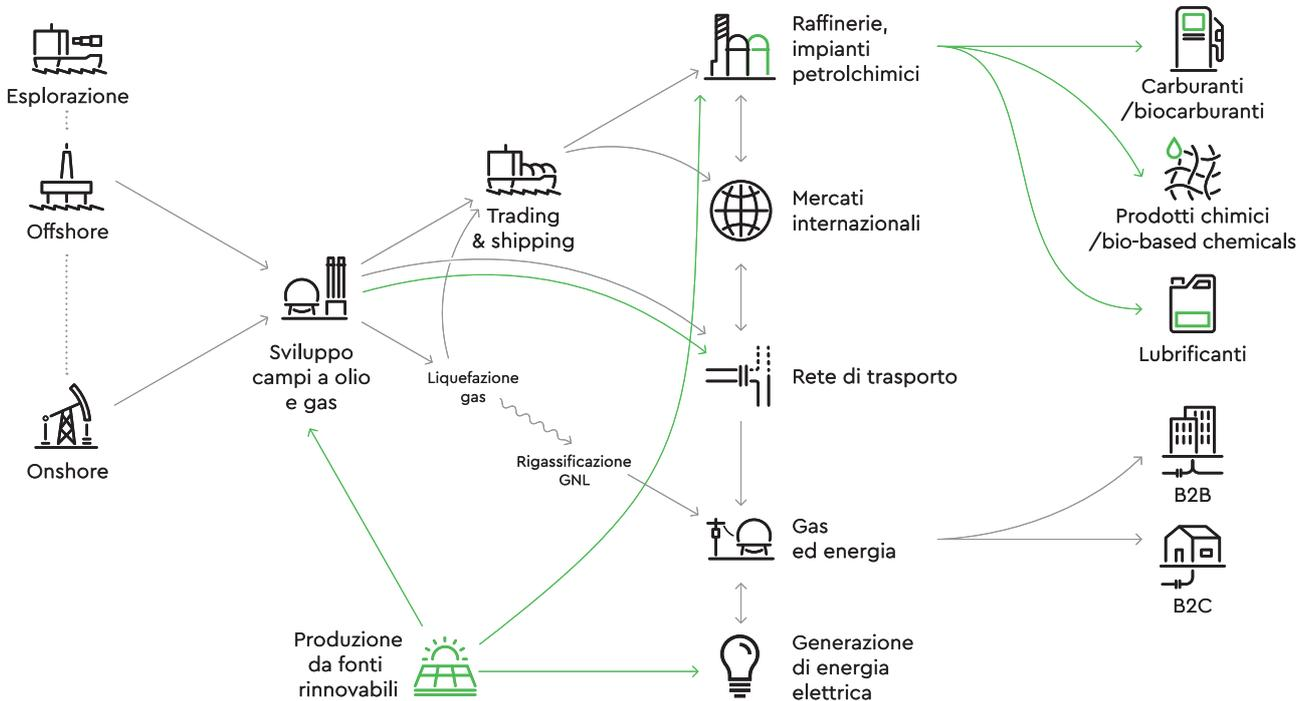 Esplorazione
Offshore
Onshore
Sviluppo
campi a olio
e gas
Trading
& shipping
Liquefazione
gas
Rigassificazione
GNL
Produzione
da fonti
rinnovabili
Raffinerie,
impianti
petrolchimici
Mercati
internazionali
Rete di trasporto
Gas
ed energia
Generazione
di energia
elettrica
Carburanti
/biocarburanti
Prodotti chimici
/bio-based chemicals
Lubrificanti
B2B
B2C